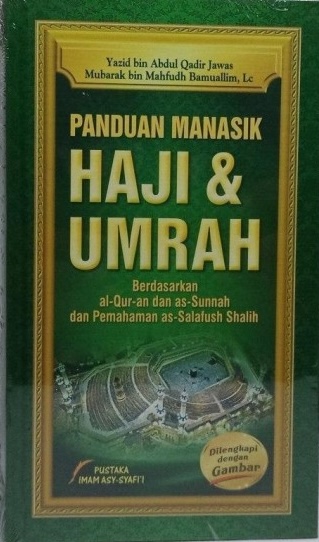 Yazid bin Abdul Qadir Jawas
Mubarak bin Mahfudh Bamuallim, Lc
PANDUAN MANASIK
HAJI &
UMRAH
Berdasarkan
al-Qur-an dan as-Sunnah
dan Pemahaman as-Salafush Shalih
Dilengkapi
dengan
Gambar
PUSTAKA
IMAM ASY-SYAFI'I